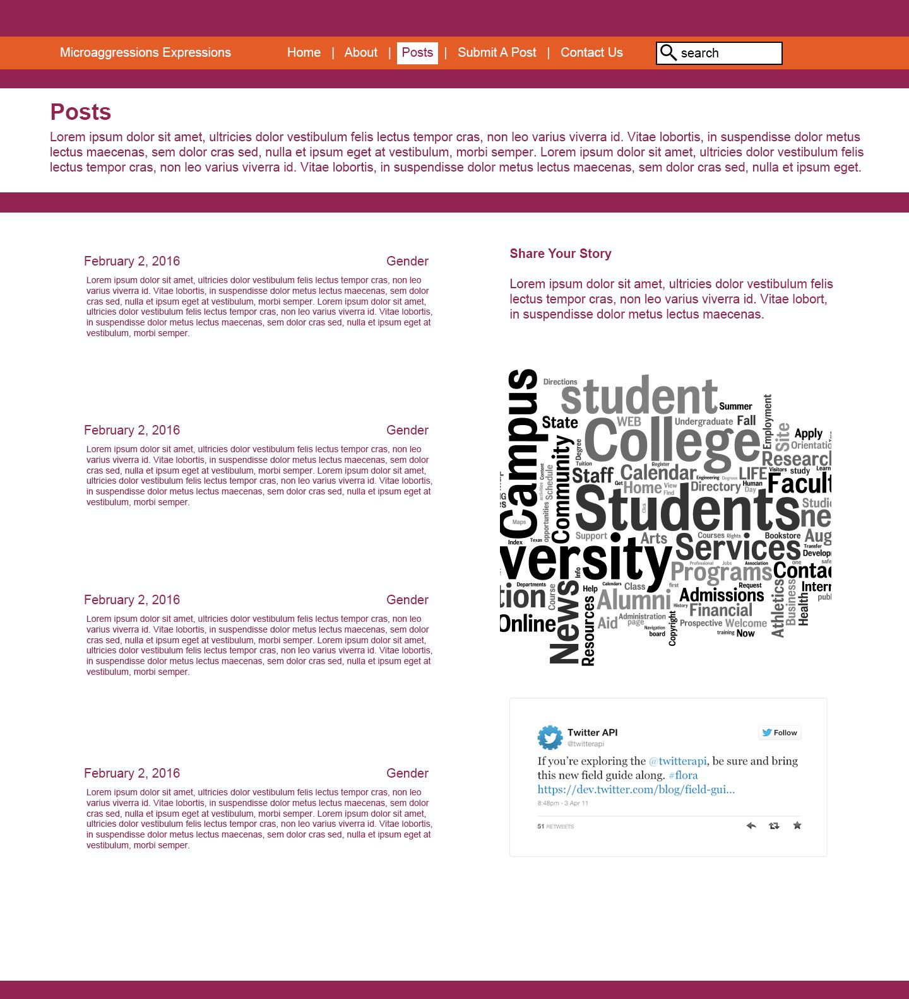 Microaggressions Expressions
Home | About | Posts | Submit A Post | Contact Us
search
Posts
Lorem ipsum dolor sit amet, ultricies dolor vestibulum felis lectus tempor cras, non leo varius viverra id. Vitae lobortis, in suspendisse dolor metus
lectus maecenas, sem dolor cras sed, nulla et ipsum eget at vestibulum, morbi semper. Lorem ipsum dolor sit amet, ultricies dolor vestibulum felis
lectus tempor cras, non leo varius viverra id. Vitae lobortis, in suspendisse dolor metus lectus maecenas, sem dolor cras sed, nulla et ipsum eget.
February 2, 2016 Gender
Lorem ipsum dolor sit amet, ultricies dolor vestibulum felis lectus tempor cras, non leo
varius viverra id. Vitae lobortis, in suspendisse dolor metus lectus maecenas, sem dolor
cras sed, nulla et ipsum eget at vestibulum, morbi semper. Lorem ipsum dolor sit amet,
ultricies dolor vestibulum felis lectus tempor cras, non leo varius viverra id. Vitae lobortis,
in suspendisse dolor metus lectus maecenas, sem dolor cras sed, nulla et ipsum eget at
vestibulum, morbi semper.
February 2, 2016 Gender
Lorem ipsum dolor sit amet, ultricies dolor vestibulum felis lectus tempor cras, non leo
varius viverra id. Vitae lobortis, in suspendisse dolor metus lectus maecenas, sem dolor
cras sed, nulla et ipsum eget at vestibulum, morbi semper. Lorem ipsum dolor sit amet,
ultricies dolor vestibulum felis lectus tempor cras, non leo varius viverra id. Vitae lobortis,
in suspendisse dolor metus lectus maecenas, sem dolor cras sed, nulla et ipsum eget at
vestibulum, morbi semper.
February 2, 2016 Gender
Lorem ipsum dolor sit amet, ultricies dolor vestibulum felis lectus tempor cras, non leo
varius viverra id. Vitae lobortis, in suspendisse dolor metus lectus maecenas, sem dolor
cras sed, nulla et ipsum eget at vestibulum, morbi semper. Lorem ipsum dolor sit amet,
ultricies dolor vestibulum felis lectus tempor cras, non leo varius viverra id. Vitae lobortis,
in suspendisse dolor metus lectus maecenas, sem dolor cras sed, nulla et ipsum eget at
vestibulum, morbi semper.
February 2, 2016 Gender
Lorem ipsum dolor sit amet, ultricies dolor vestibulum felis lectus tempor cras, non leo
varius viverra id. Vitae lobortis, in suspendisse dolor metus lectus maecenas, sem dolor
cras sed, nulla et ipsum eget at vestibulum, morbi semper. Lorem ipsum dolor sit amet,
ultricies dolor vestibulum felis lectus tempor cras, non leo varius viverra id. Vitae lobortis,
in suspendisse dolor metus lectus maecenas, sem dolor cras sed, nulla et ipsum eget at
vestibulum, morbi semper.
Share Your Story
Lorem ipsum dolor sit amet, ultricies dolor vestibulum felis
lectus tempor cras, non leo varius viverra id. Vitae lobort,
in suspendisse dolor metus lectus maecenas.
Campus
Directions
student
Summer
Employment
State
WEB
Undergraduate
Fall
College
Site
Apply
Orientatio
Community
Degree
Tuition
Register
Research
Content
Schedule
activities
Staff
Calendar
Engineering
Degrees
LIFE
Visitors
study
Learn
Get
Home
View
Find
Directory
Human
Day
Facult
Students
Click
Studie
ne
Maps
opportunities
Support
Arts
Courses
Rights
Bookstore
Aug
Index
Texas
Services
Transfer
Develop
versity
Info
Professional
Jobs
Association
one
safe
Programs
Contac
Departments
Course
Help
Calendars
Class
first
Request
Intern
publ
tion
News
Alumni
Admissions
Athletics
Business
Health
History
Financial
Online
Resources
Aid
Administration
page
Navigation
board
Copyright
Prospective
Welcome
training
Now
Twitter API
Follow
@twitterapi
If you’re exploring the @twitterapi, be sure and bring
this new field guide along. #flora
https://dev.twitter.com/blog/field-gui...
8:48pm - 3 Apr 11
51 RETWEETS